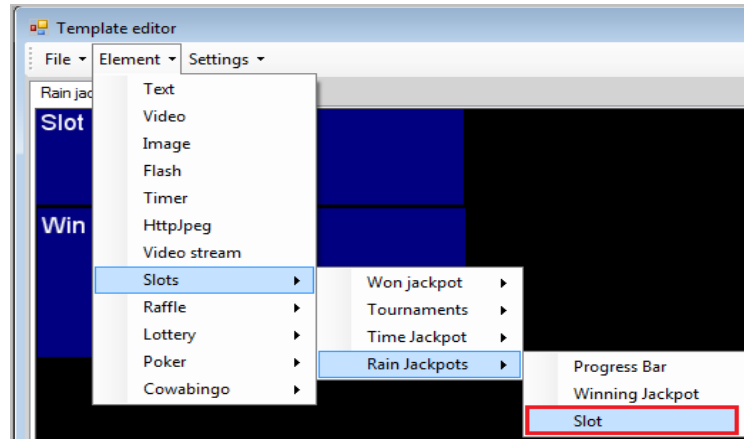 Template editor
File Element Settings
Rain jac
Slot
Win
Text
Video
Image
Flash
Timer
HttpJpeg
Video stream
Slots
Raffle
Lottery
Poker
Cowabingo
Won jackpot
Tournaments
Time Jackpot
Rain Jackpots
Progress Bar
Winning Jackpot
Slot